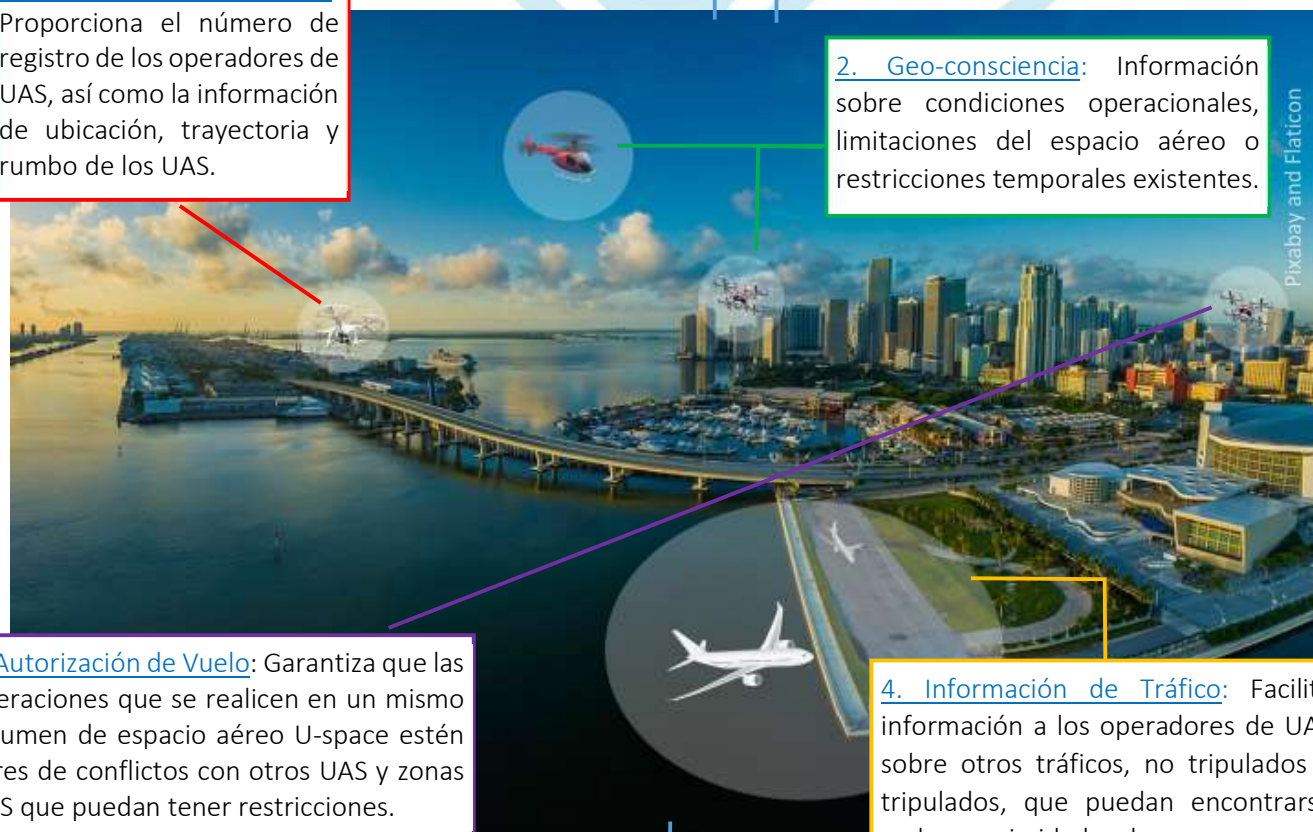 Proporciona el número de
registro de los operadores de
UAS, así como la información
de ubicación, trayectoria y
rumbo de los UAS.
2. Geo-consciencia: Información
sobre condiciones operacionales,
limitaciones del espacio aéreo o
restricciones temporales existentes.
Pixabay and Flaticon
Autorización de Vuelo: Garantiza que las
eraciones que se realicen en un mismo
umen de espacio aéreo U-space estén
res de conflictos con otros UAS y zonas
S que puedan tener restricciones.
4. Información de Tráfico: Facilit
información a los operadores de UA
sobre otros tráficos, no tripulados
tripulados, que puedan encontrars